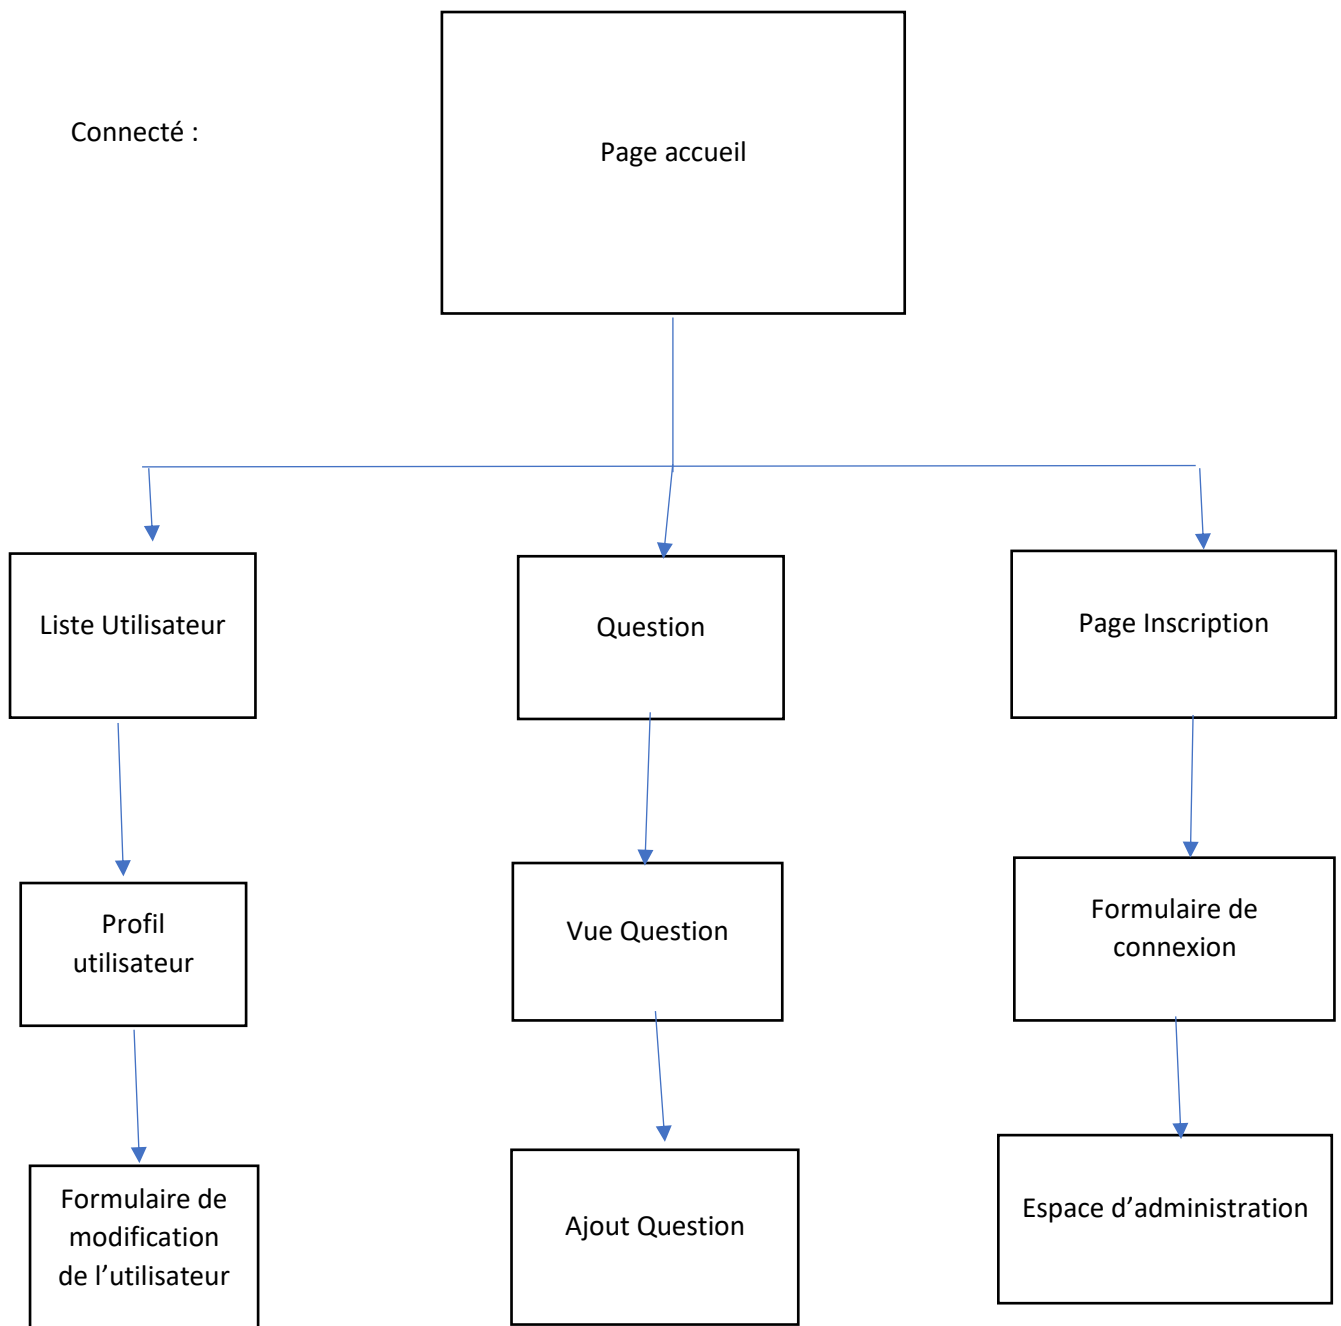 Connecté :
Page accueil
Liste Utilisateur
Question
Page Inscription
Profil
utilisateur
Vue Question
Formulaire de
connexion
Formulaire de
modification
de l’utilisateur
Ajout Question
Espace d’administration